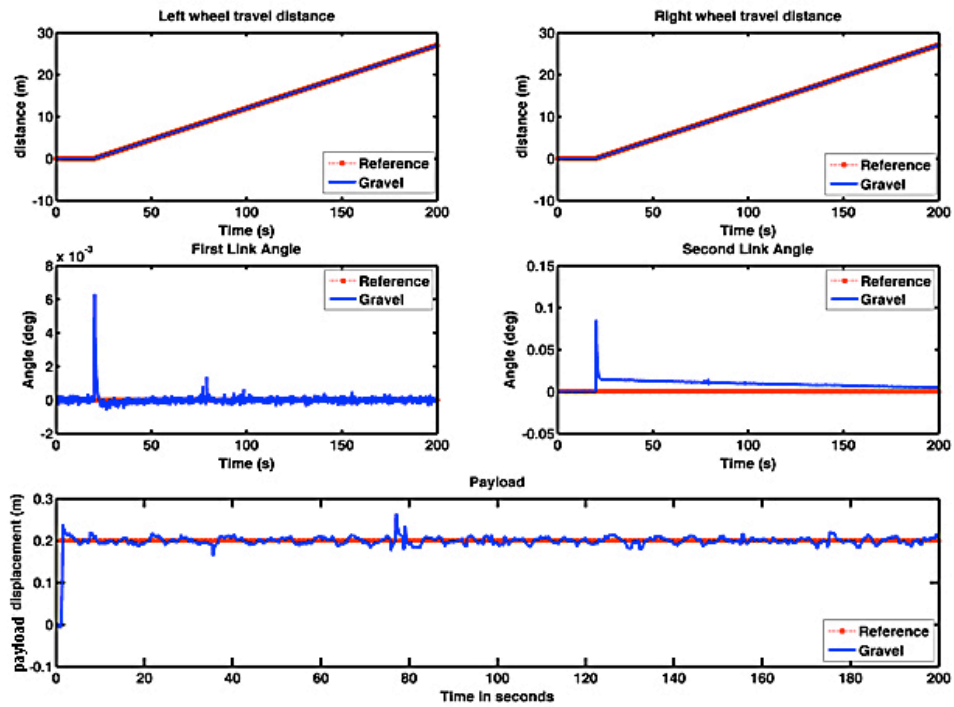 Left wheel travel distance
30
20
10
0
-10
distance (m)
Reference
Gravel
0 50 100 150 200
Time (s)
Right wheel travel distance
30
20
10
0
-10
distance (m)
Reference
Gravel
0 50 100 150 200
Time (s)
First Link Angle
x 10⁻³
8
6
4
2
0
-2
Angle (deg)
Reference
Gravel
0 50 100 150 200
Time (s)
Second Link Angle
0.15
0.1
0.05
0
-0.05
Angle (deg)
Reference
Gravel
0 50 100 150 200
Time (s)
Payload
0.3
0.2
0.1
0
-0.1
payload displacement (m)
Reference
Gravel
0 20 40 60 80 100 120 140 160 180 200
Time in seconds